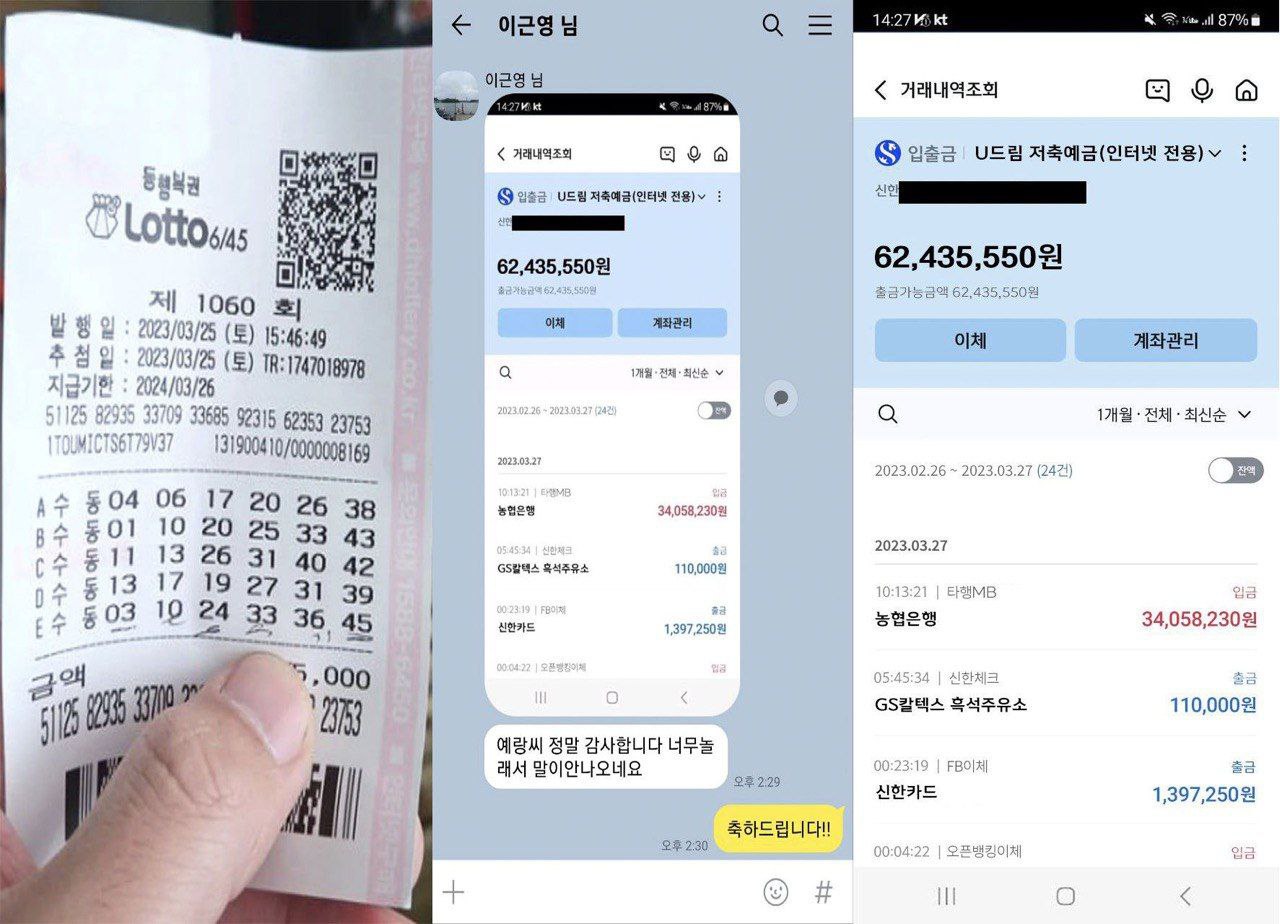 동행복권
Lotto 6/45
제 1060 회
발 행 일 : 2023/03/25 (토) 15:46:49
추 첨 일 : 2023/03/25 (토) TR:1747018978
지급기한 : 2024/03/26
51125 82935 33709 33685 92315 62353 23753
1TOUMICTS6T79V37 131900410/0000008169
A 수 동 04 06 17 20 26 38
B 수 동 01 10 20 25 33 43
C 수 동 11 13 26 31 40 42
D 수 동 13 17 19 27 31 39
E 수 동 03 10 24 33 36 45
금액 5,000
51125 82935 33709 23753
이근영 님
이근영 님
14:27 kt 87%
거래내역조회
입출금 U드림 저축예금(인터넷 전용)
신한
62,435,550원
출금가능금액 62,435,550원
이체 계좌관리
1개월·전체·최신순
2023.02.26 ~ 2023.03.27 (24건) 잔액
2023.03.27
10:13:21 | 타행MB 입금
농협은행 34,058,230원
05:45:34 | 신한체크 출금
GS칼텍스 흑석주유소 110,000원
00:23:19 | FB이체 출금
신한카드 1,397,250원
00:04:22 | 오픈뱅킹이체 입금
예랑씨 정말 감사합니다 너무놀
래서 말이안나오네요
오후 2:29
축하드립니다!!
오후 2:30
14:27 kt 87%
거래내역조회
입출금 U드림 저축예금(인터넷 전용)
신한
62,435,550원
출금가능금액 62,435,550원
이체 계좌관리
1개월·전체·최신순
2023.02.26 ~ 2023.03.27 (24건) 잔액
2023.03.27
10:13:21 | 타행MB 입금
농협은행 34,058,230원
05:45:34 | 신한체크 출금
GS칼텍스 흑석주유소 110,000원
00:23:19 | FB이체 출금
신한카드 1,397,250원
00:04:22 | 오픈뱅킹이체 입금